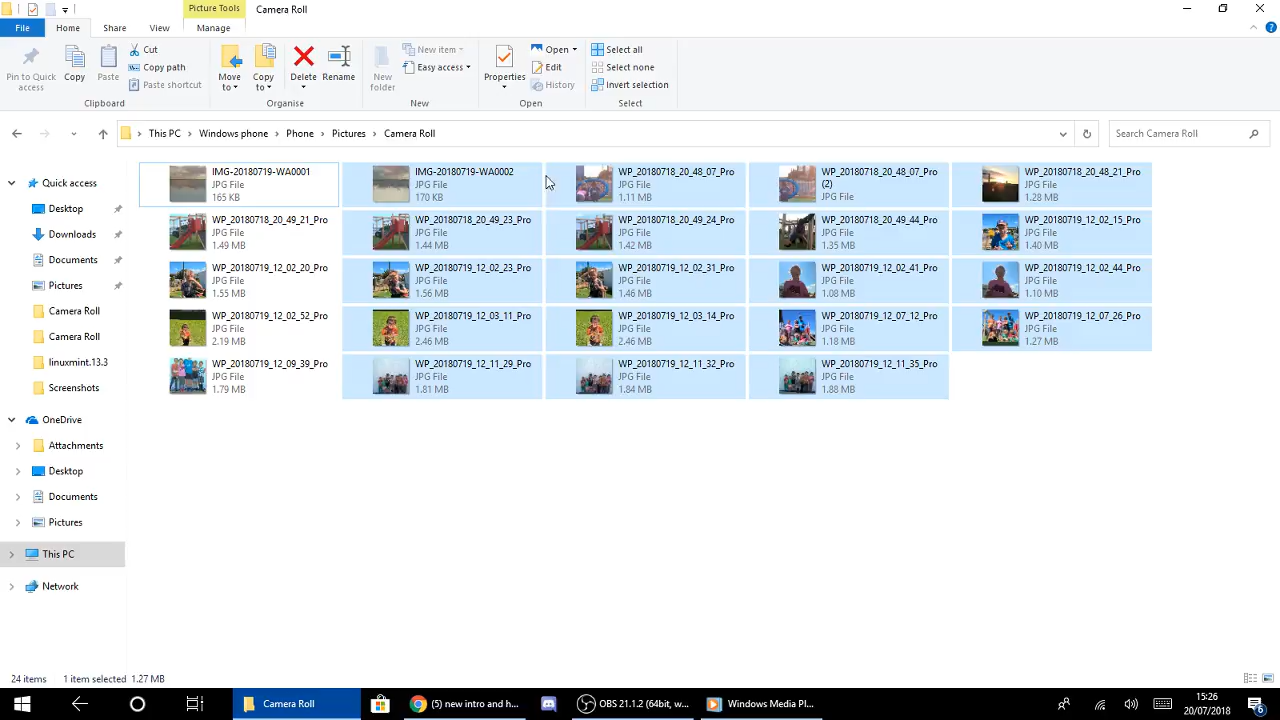 Picture Tools
Camera Roll
File
Home
Share
View
Manage
Pin to Quick access
Copy
Paste
Cut
Copy path
Paste shortcut
Move to
Copy to
Delete
Rename
New folder
New item
Easy access
Properties
Open
Edit
History
Select all
Select none
Invert selection
Clipboard
Organise
New
Open
Select
This PC
Windows phone
Phone
Pictures
Camera Roll
Search Camera Roll
Quick access
Desktop
Downloads
Documents
Pictures
Camera Roll
Camera Roll
linuxmint.13.3
Screenshots
OneDrive
Attachments
Desktop
Documents
Pictures
This PC
Network
IMG-20180719-WA0001
JPG File
165 KB
IMG-20180719-WA0002
JPG File
170 KB
WP_20180718_20_48_07_Pro
JPG File
1.11 MB
WP_20180718_20_48_07_Pro
(2)
JPG File
WP_20180718_20_48_21_Pro
JPG File
1.28 MB
WP_20180718_20_49_21_Pro
JPG File
1.49 MB
WP_20180718_20_49_23_Pro
JPG File
1.44 MB
WP_20180718_20_49_24_Pro
JPG File
1.42 MB
WP_20180718_20_49_44_Pro
JPG File
1.35 MB
WP_20180719_12_02_15_Pro
JPG File
1.40 MB
WP_20180719_12_02_20_Pro
JPG File
1.55 MB
WP_20180719_12_02_23_Pro
JPG File
1.56 MB
WP_20180719_12_02_31_Pro
JPG File
1.46 MB
WP_20180719_12_02_41_Pro
JPG File
1.08 MB
WP_20180719_12_02_44_Pro
JPG File
1.10 MB
WP_20180719_12_02_52_Pro
JPG File
2.19 MB
WP_20180719_12_03_11_Pro
JPG File
2.46 MB
WP_20180719_12_03_14_Pro
JPG File
2.46 MB
WP_20180719_12_07_12_Pro
JPG File
1.18 MB
WP_20180719_12_07_26_Pro
JPG File
1.27 MB
WP_20180719_12_09_39_Pro
JPG File
1.79 MB
WP_20180719_12_11_29_Pro
JPG File
1.81 MB
WP_20180719_12_11_32_Pro
JPG File
1.84 MB
WP_20180719_12_11_35_Pro
JPG File
1.88 MB
24 items
1 item selected 1.27 MB
Camera Roll
(5) new intro and h...
OBS 21.1.2 (64bit, w...
Windows Media Pl...
15:26
20/07/2018
6